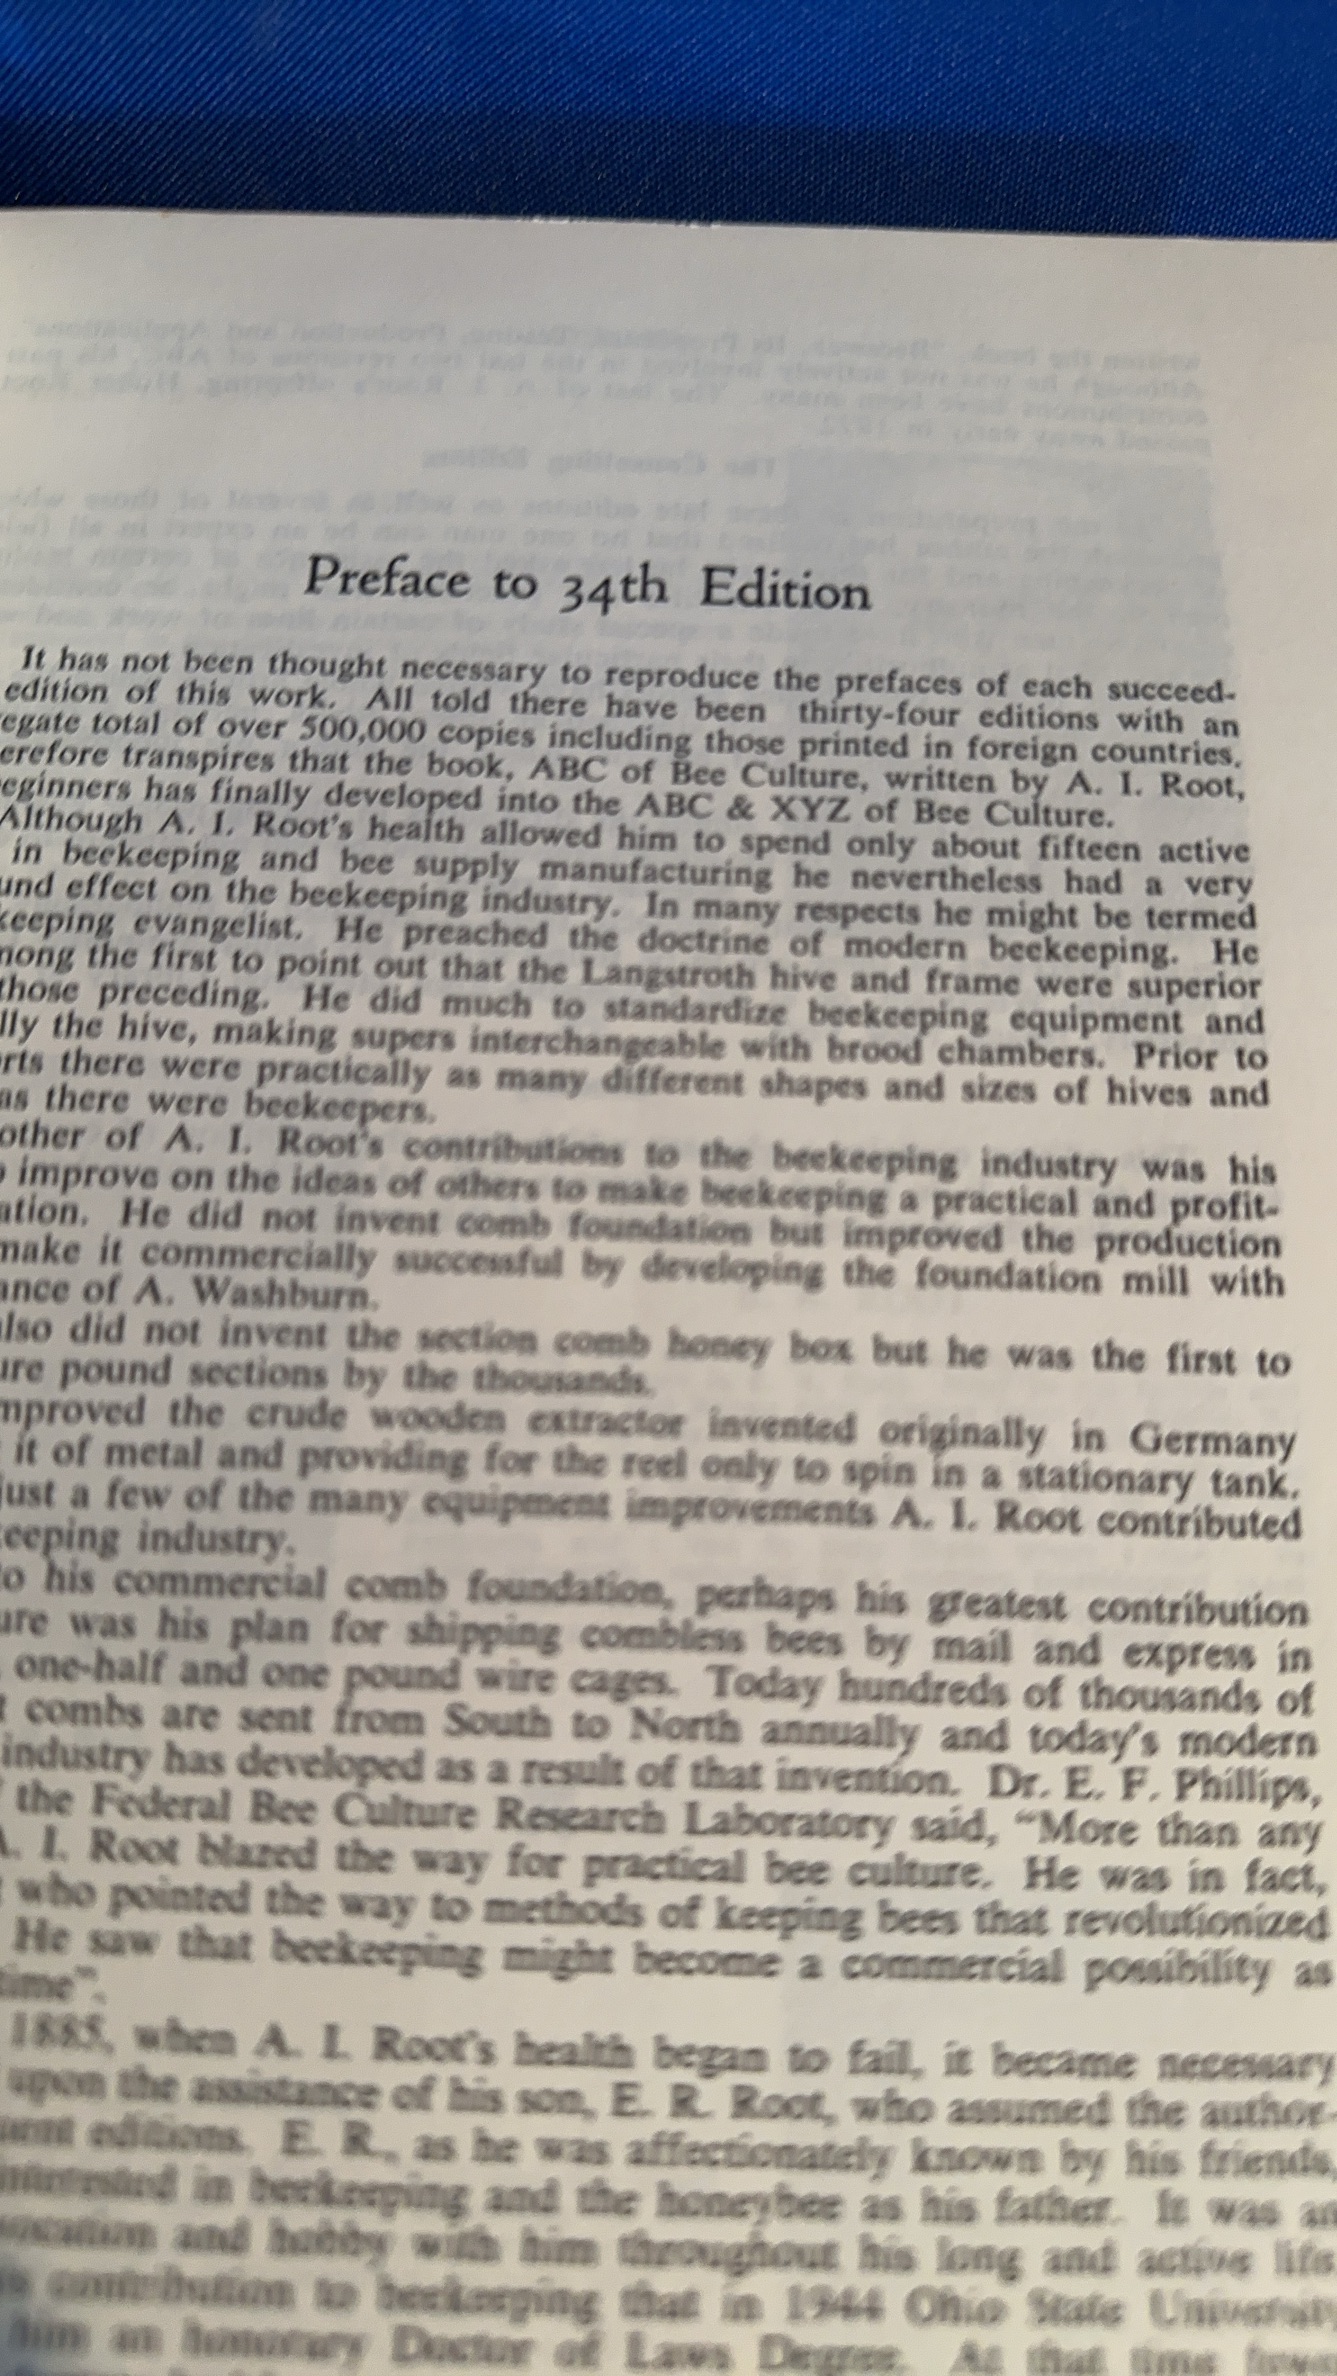 Preface to 34th Edition
It has not been thought necessary to reproduce the prefaces of each succeed-
edition of this work. All told there have been thirty-four editions with an
egate total of over 500,000 copies including those printed in foreign countries.
erefore transpires that the book, ABC of Bee Culture, written by A. I. Root,
eginners has finally developed into the ABC & XYZ of Bee Culture.
Although A. I. Root's health allowed him to spend only about fifteen active
in beekeeping and bee supply manufacturing he nevertheless had a very
und effect on the beekeeping industry. In many respects he might be termed
keeping evangelist. He preached the doctrine of modern beekeeping. He
mong the first to point out that the Langstroth hive and frame were superior
those preceding. He did much to standardize beekeeping equipment and
lly the hive, making supers interchangeable with brood chambers. Prior to
rts there were practically as many different shapes and sizes of hives and
as there were beekeepers.
other of A. I. Root's contributions to the beekeeping industry was his
improve on the ideas of others to make beekeeping a practical and profit-
ation. He did not invent comb foundation but improved the production
make it commercially successful by developing the foundation mill with
ance of A. Washburn.
also did not invent the section comb honey box but he was the first to
ure pound sections by the thousands.
mproved the crude wooden extractor invented originally in Germany
it of metal and providing for the reel only to spin in a stationary tank.
just a few of the many equipment improvements A. I. Root contributed
keeping industry.
to his commercial comb foundation, perhaps his greatest contribution
ure was his plan for shipping combless bees by mail and express in
one-half and one pound wire cages. Today hundreds of thousands of
t combs are sent from South to North annually and today's modern
industry has developed as a result of that invention. Dr. E. F. Phillips,
the Federal Bee Culture Research Laboratory said, "More than any
A. I. Root blazed the way for practical bee culture. He was in fact,
who pointed the way to methods of keeping bees that revolutionized
He saw that beekeeping might become a commercial possibility as
time".
1885, when A. I. Root's health began to fail, it became necessary
upon the assistance of his son, E. R. Root, who assumed the author-
editions. E. R., as he was affectionately known by his friends,
in beekeeping and the honeybee as his father. It was an
and hobby with him throughout his long and active life
contribution to beekeeping that in 1944 Ohio State University
him an honorary Doctor of Laws Degree. At that time